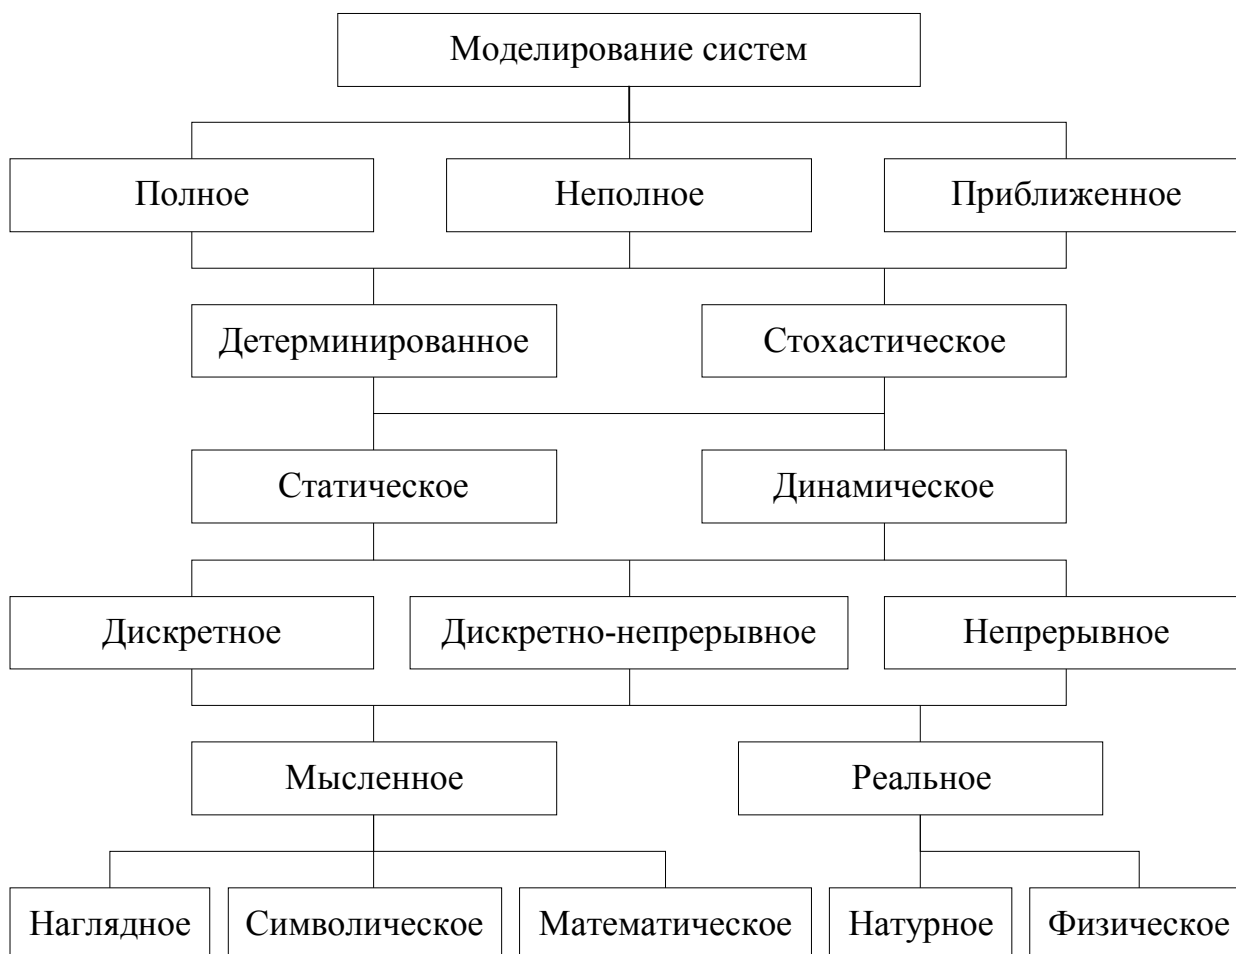 Моделирование систем
Полное
Неполное
Приближенное
Детерминированное
Стохастическое
Статическое
Динамическое
Дискретное
Дискретно-непрерывное
Непрерывное
Мысленное
Реальное
Наглядное
Символическое
Математическое
Натурное
Физическое